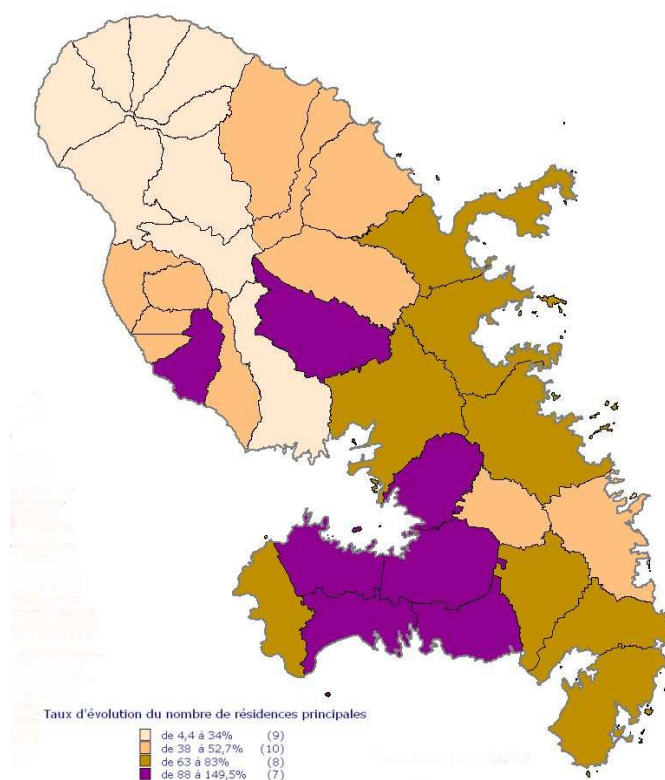 Taux d'évolution du nombre de résidences principales
de 4,4 à 34% (9)
de 38 à 52,7% (10)
de 63 à 83% (8)
de 88 à 149,5% (7)